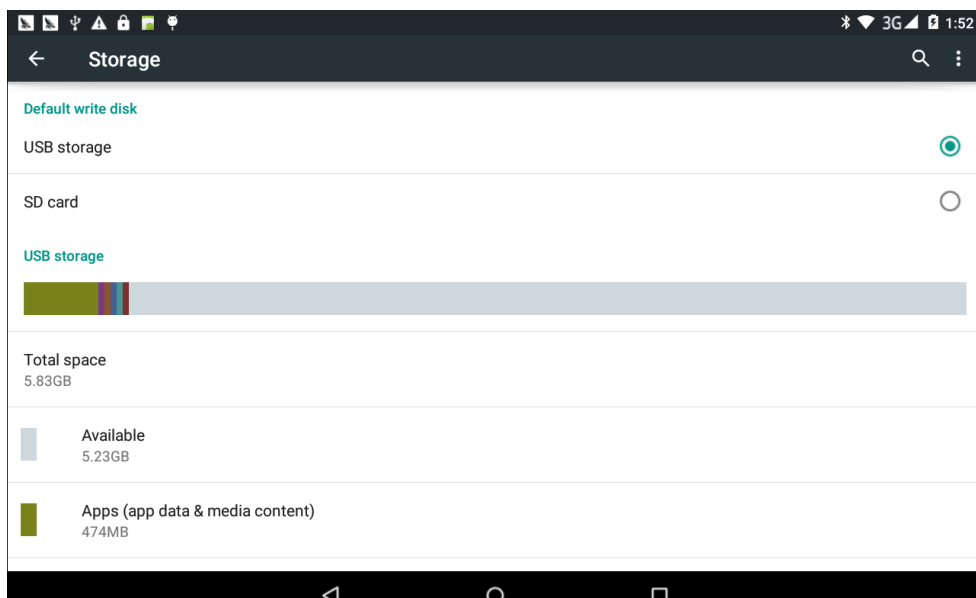 3G 1:52
Storage
Default write disk
USB storage
SD card
USB storage
Total space
5.83GB
Available
5.23GB
Apps (app data & media content)
474MB